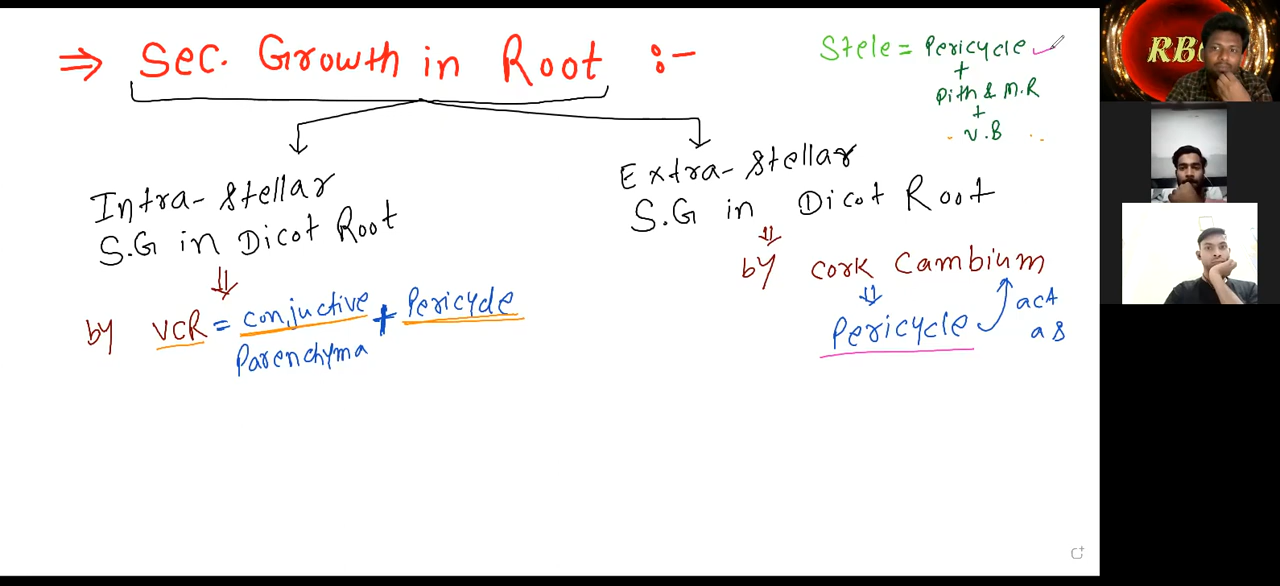 ⇒ Sec. Growth in Root :-
Stele = Pericycle
+
Pith & M.R
+
V.B
Intra-Stellar
S.G in Dicot Root
⇓
by VCR = conjuctive + Pericycle
Parenchyma
Extra-Stellar
S.G in Dicot Root
⇓
by cork Cambium
⇓
Pericycle act
as
RB